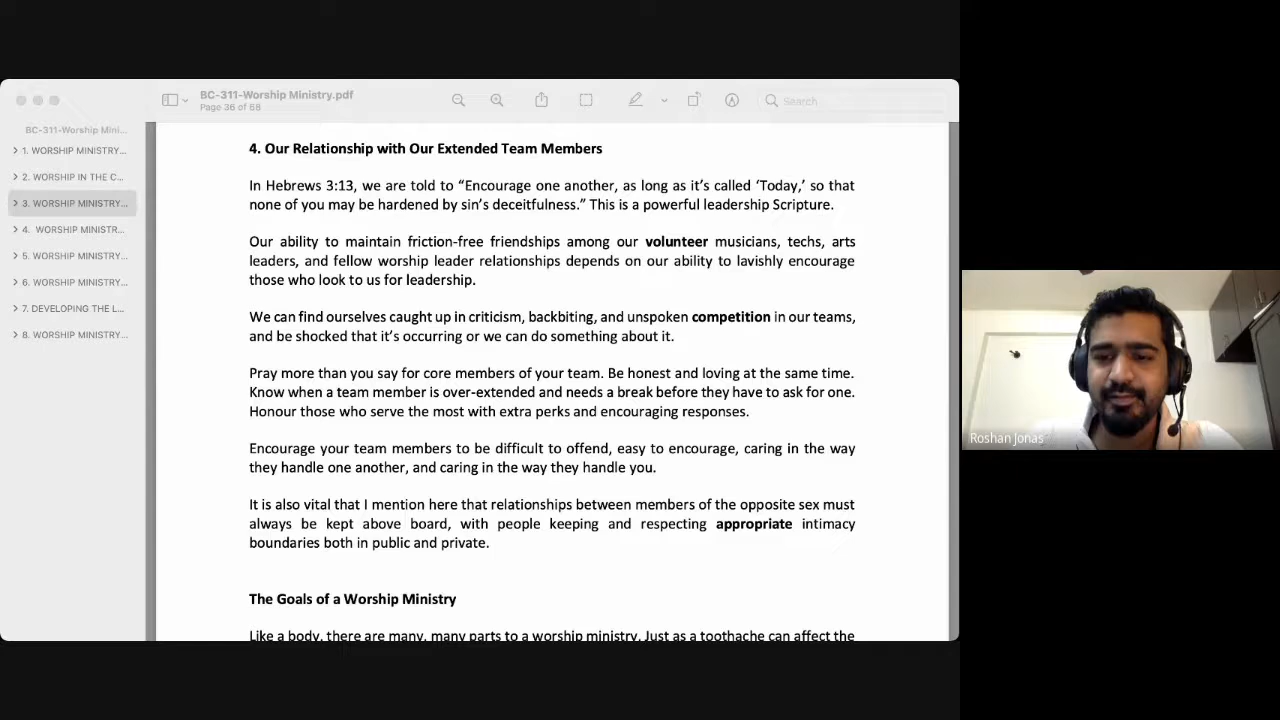 BC-311-Worship Ministry.pdf
Page 36 of 68
Search
BC-311-Worship Mini...
1. WORSHIP MINISTRY...
2. WORSHIP IN THE C...
3. WORSHIP MINISTRY...
4. WORSHIP MINISTR...
5. WORSHIP MINISTRY...
6. WORSHIP MINISTRY...
7. DEVELOPING THE L...
8. WORSHIP MINISTRY...
4. Our Relationship with Our Extended Team Members
In Hebrews 3:13, we are told to “Encourage one another, as long as it’s called ‘Today,’ so that
none of you may be hardened by sin’s deceitfulness.” This is a powerful leadership Scripture.
Our ability to maintain friction-free friendships among our volunteer musicians, techs, arts
leaders, and fellow worship leader relationships depends on our ability to lavishly encourage
those who look to us for leadership.
We can find ourselves caught up in criticism, backbiting, and unspoken competition in our teams,
and be shocked that it’s occurring or we can do something about it.
Pray more than you say for core members of your team. Be honest and loving at the same time.
Know when a team member is over-extended and needs a break before they have to ask for one.
Honour those who serve the most with extra perks and encouraging responses.
Encourage your team members to be difficult to offend, easy to encourage, caring in the way
they handle one another, and caring in the way they handle you.
It is also vital that I mention here that relationships between members of the opposite sex must
always be kept above board, with people keeping and respecting appropriate intimacy
boundaries both in public and private.
The Goals of a Worship Ministry
Like a body, there are many, many parts to a worship ministry. Just as a toothache can affect the
Roshan Jonas